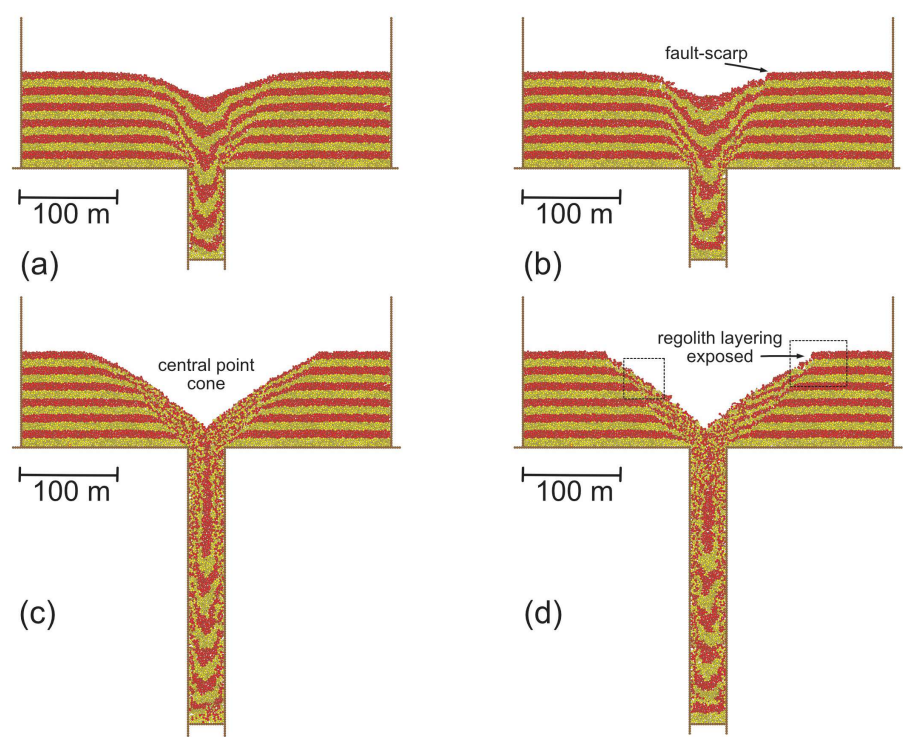 fault-scarp
100 m
100 m
(a)
(b)
central point
cone
regolith layering
exposed
100 m
100 m
(c)
(d)